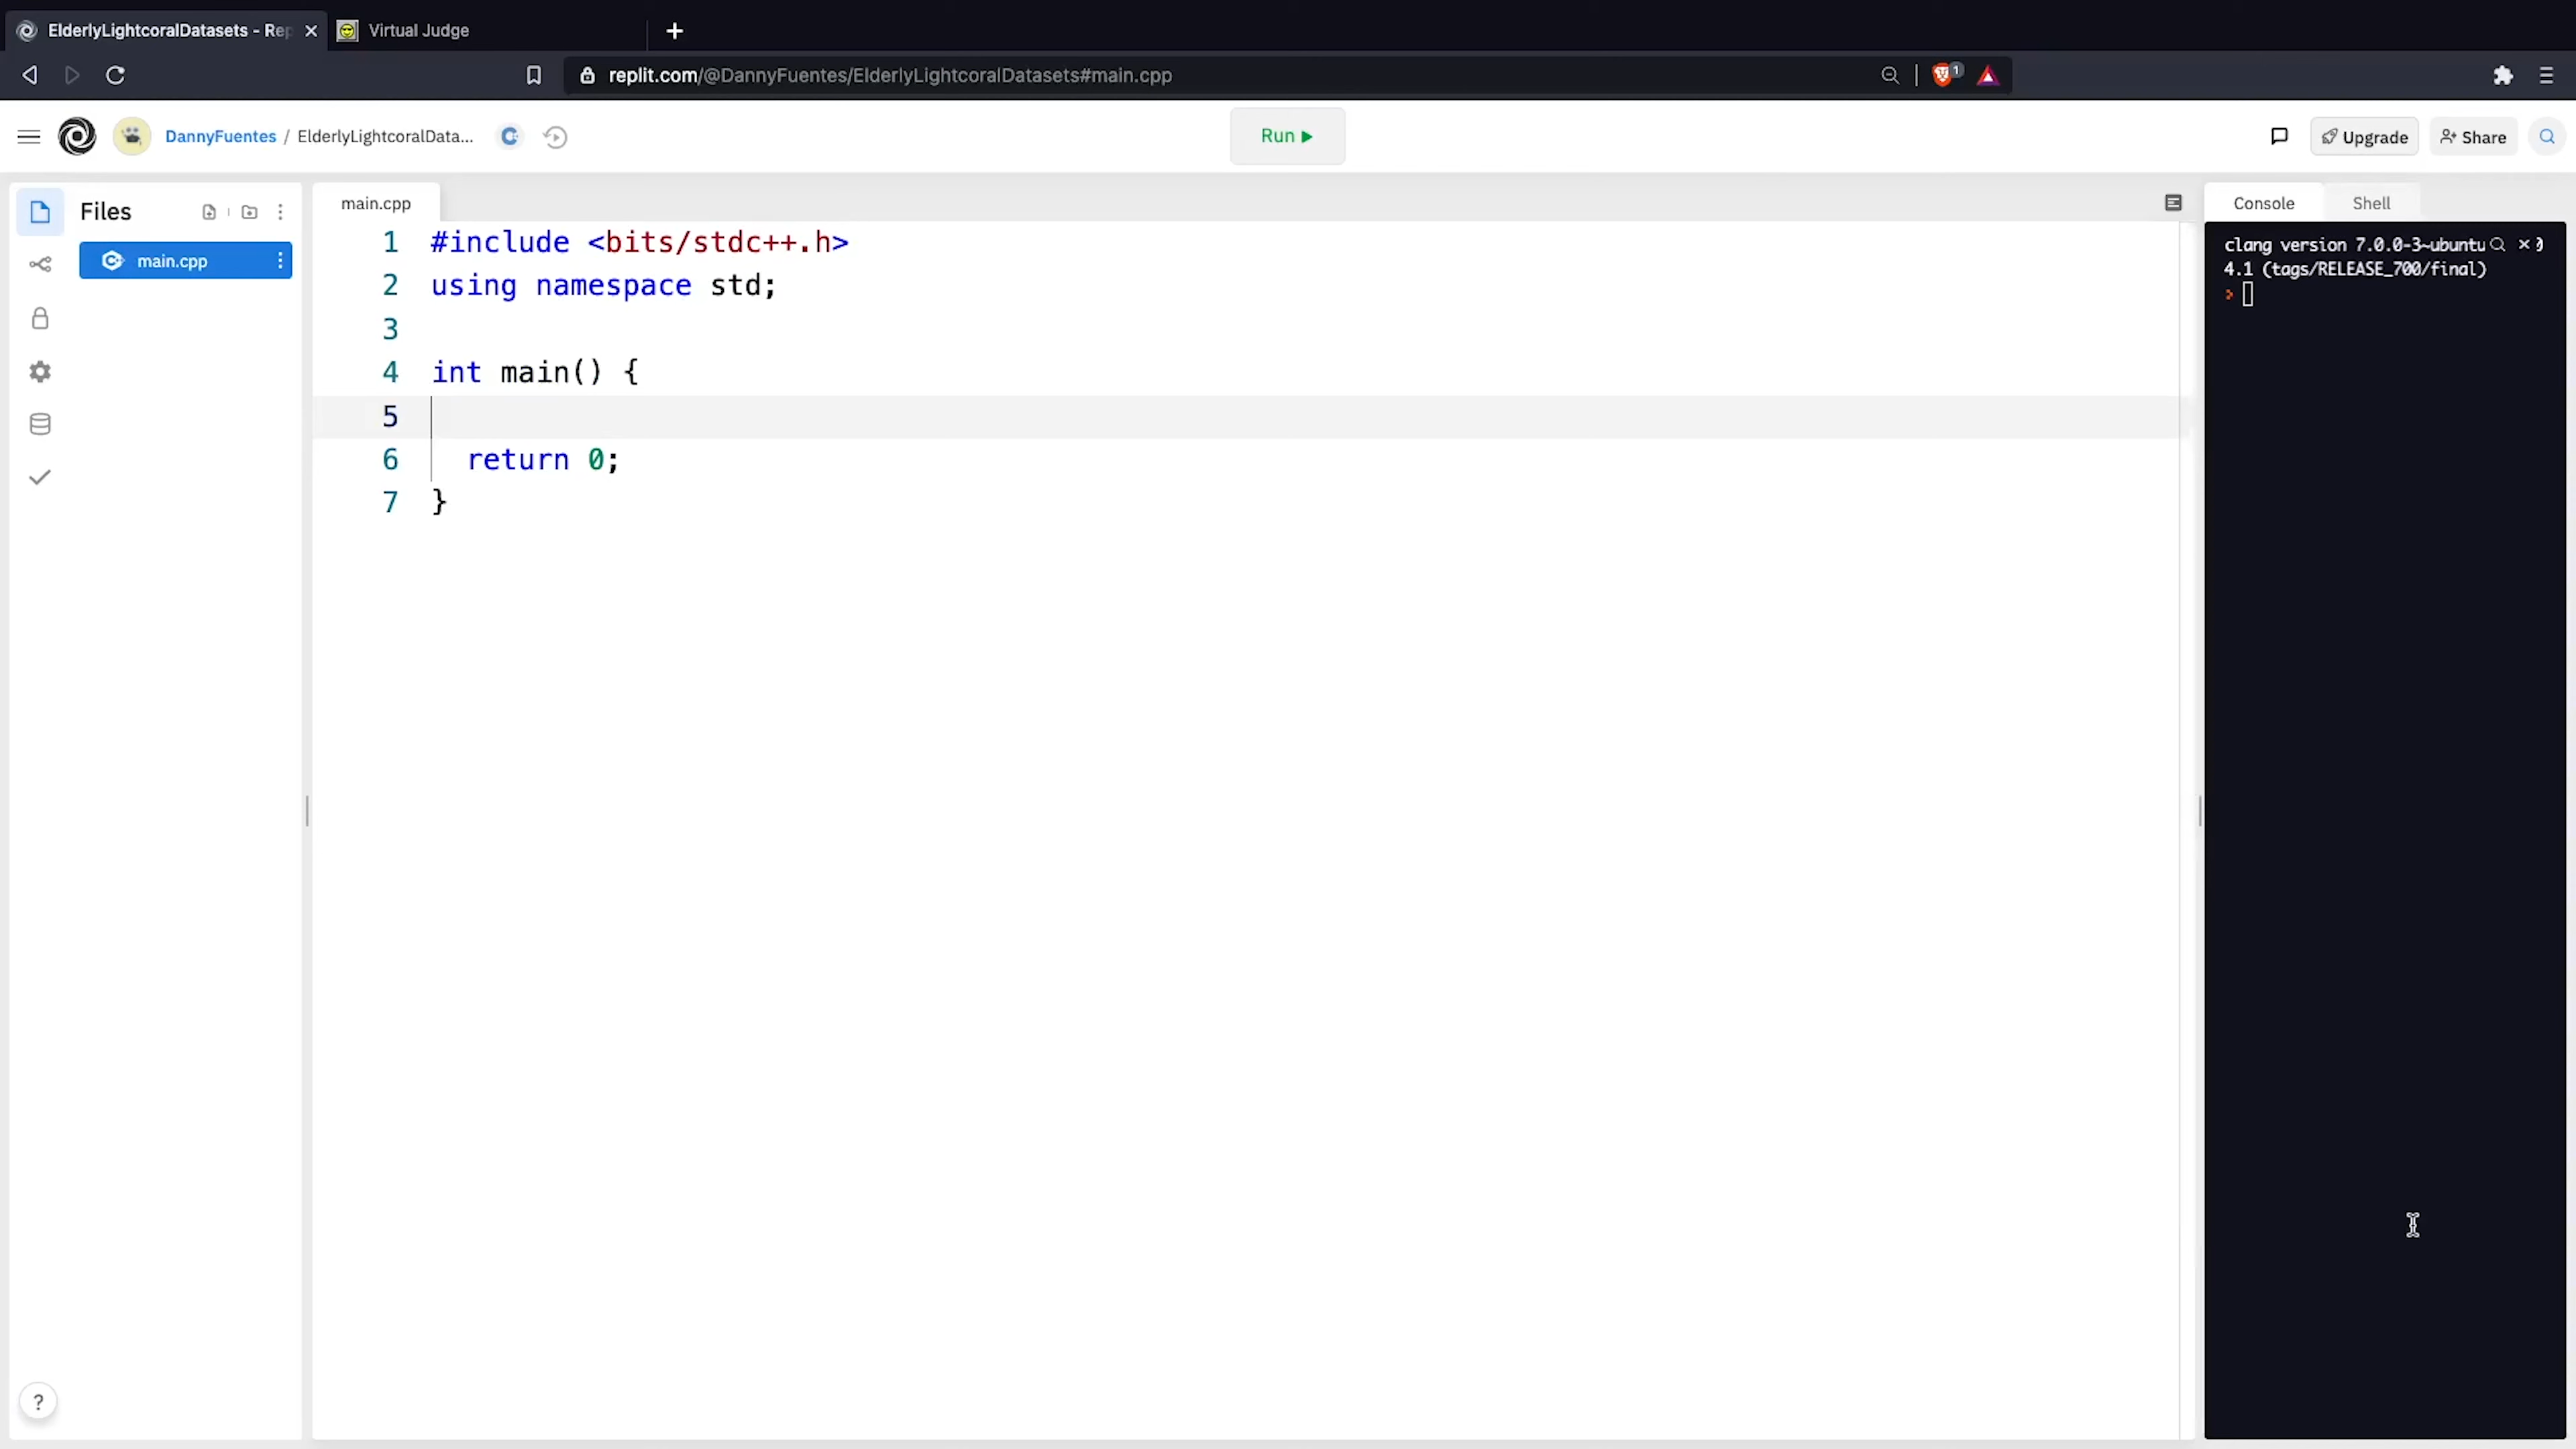 ElderlyLightcoralDatasets - Rep
Virtual Judge
replit.com/@DannyFuentes/ElderlyLightcoralDatasets#main.cpp
1
DannyFuentes / ElderlyLightcoralData...
Run
Upgrade
Share
Files
main.cpp
main.cpp
Console
Shell
1 #include <bits/stdc++.h>
2 using namespace std;
3
4 int main() {
5
6 return 0;
7 }
clang version 7.0.0-3~ubuntu
4.1 (tags/RELEASE_700/final)
?